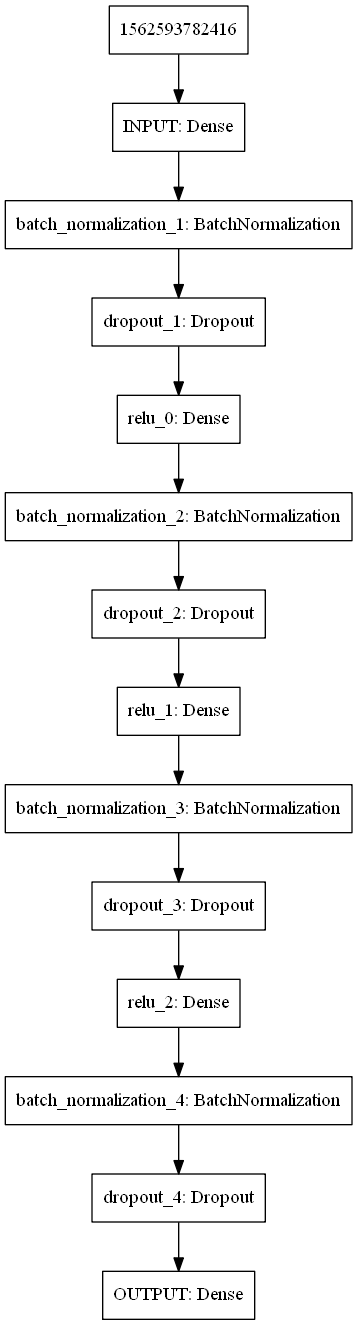 1562593782416
INPUT: Dense
batch_normalization_1: BatchNormalization
dropout_1: Dropout
relu_0: Dense
batch_normalization_2: BatchNormalization
dropout_2: Dropout
relu_1: Dense
batch_normalization_3: BatchNormalization
dropout_3: Dropout
relu_2: Dense
batch_normalization_4: BatchNormalization
dropout_4: Dropout
OUTPUT: Dense